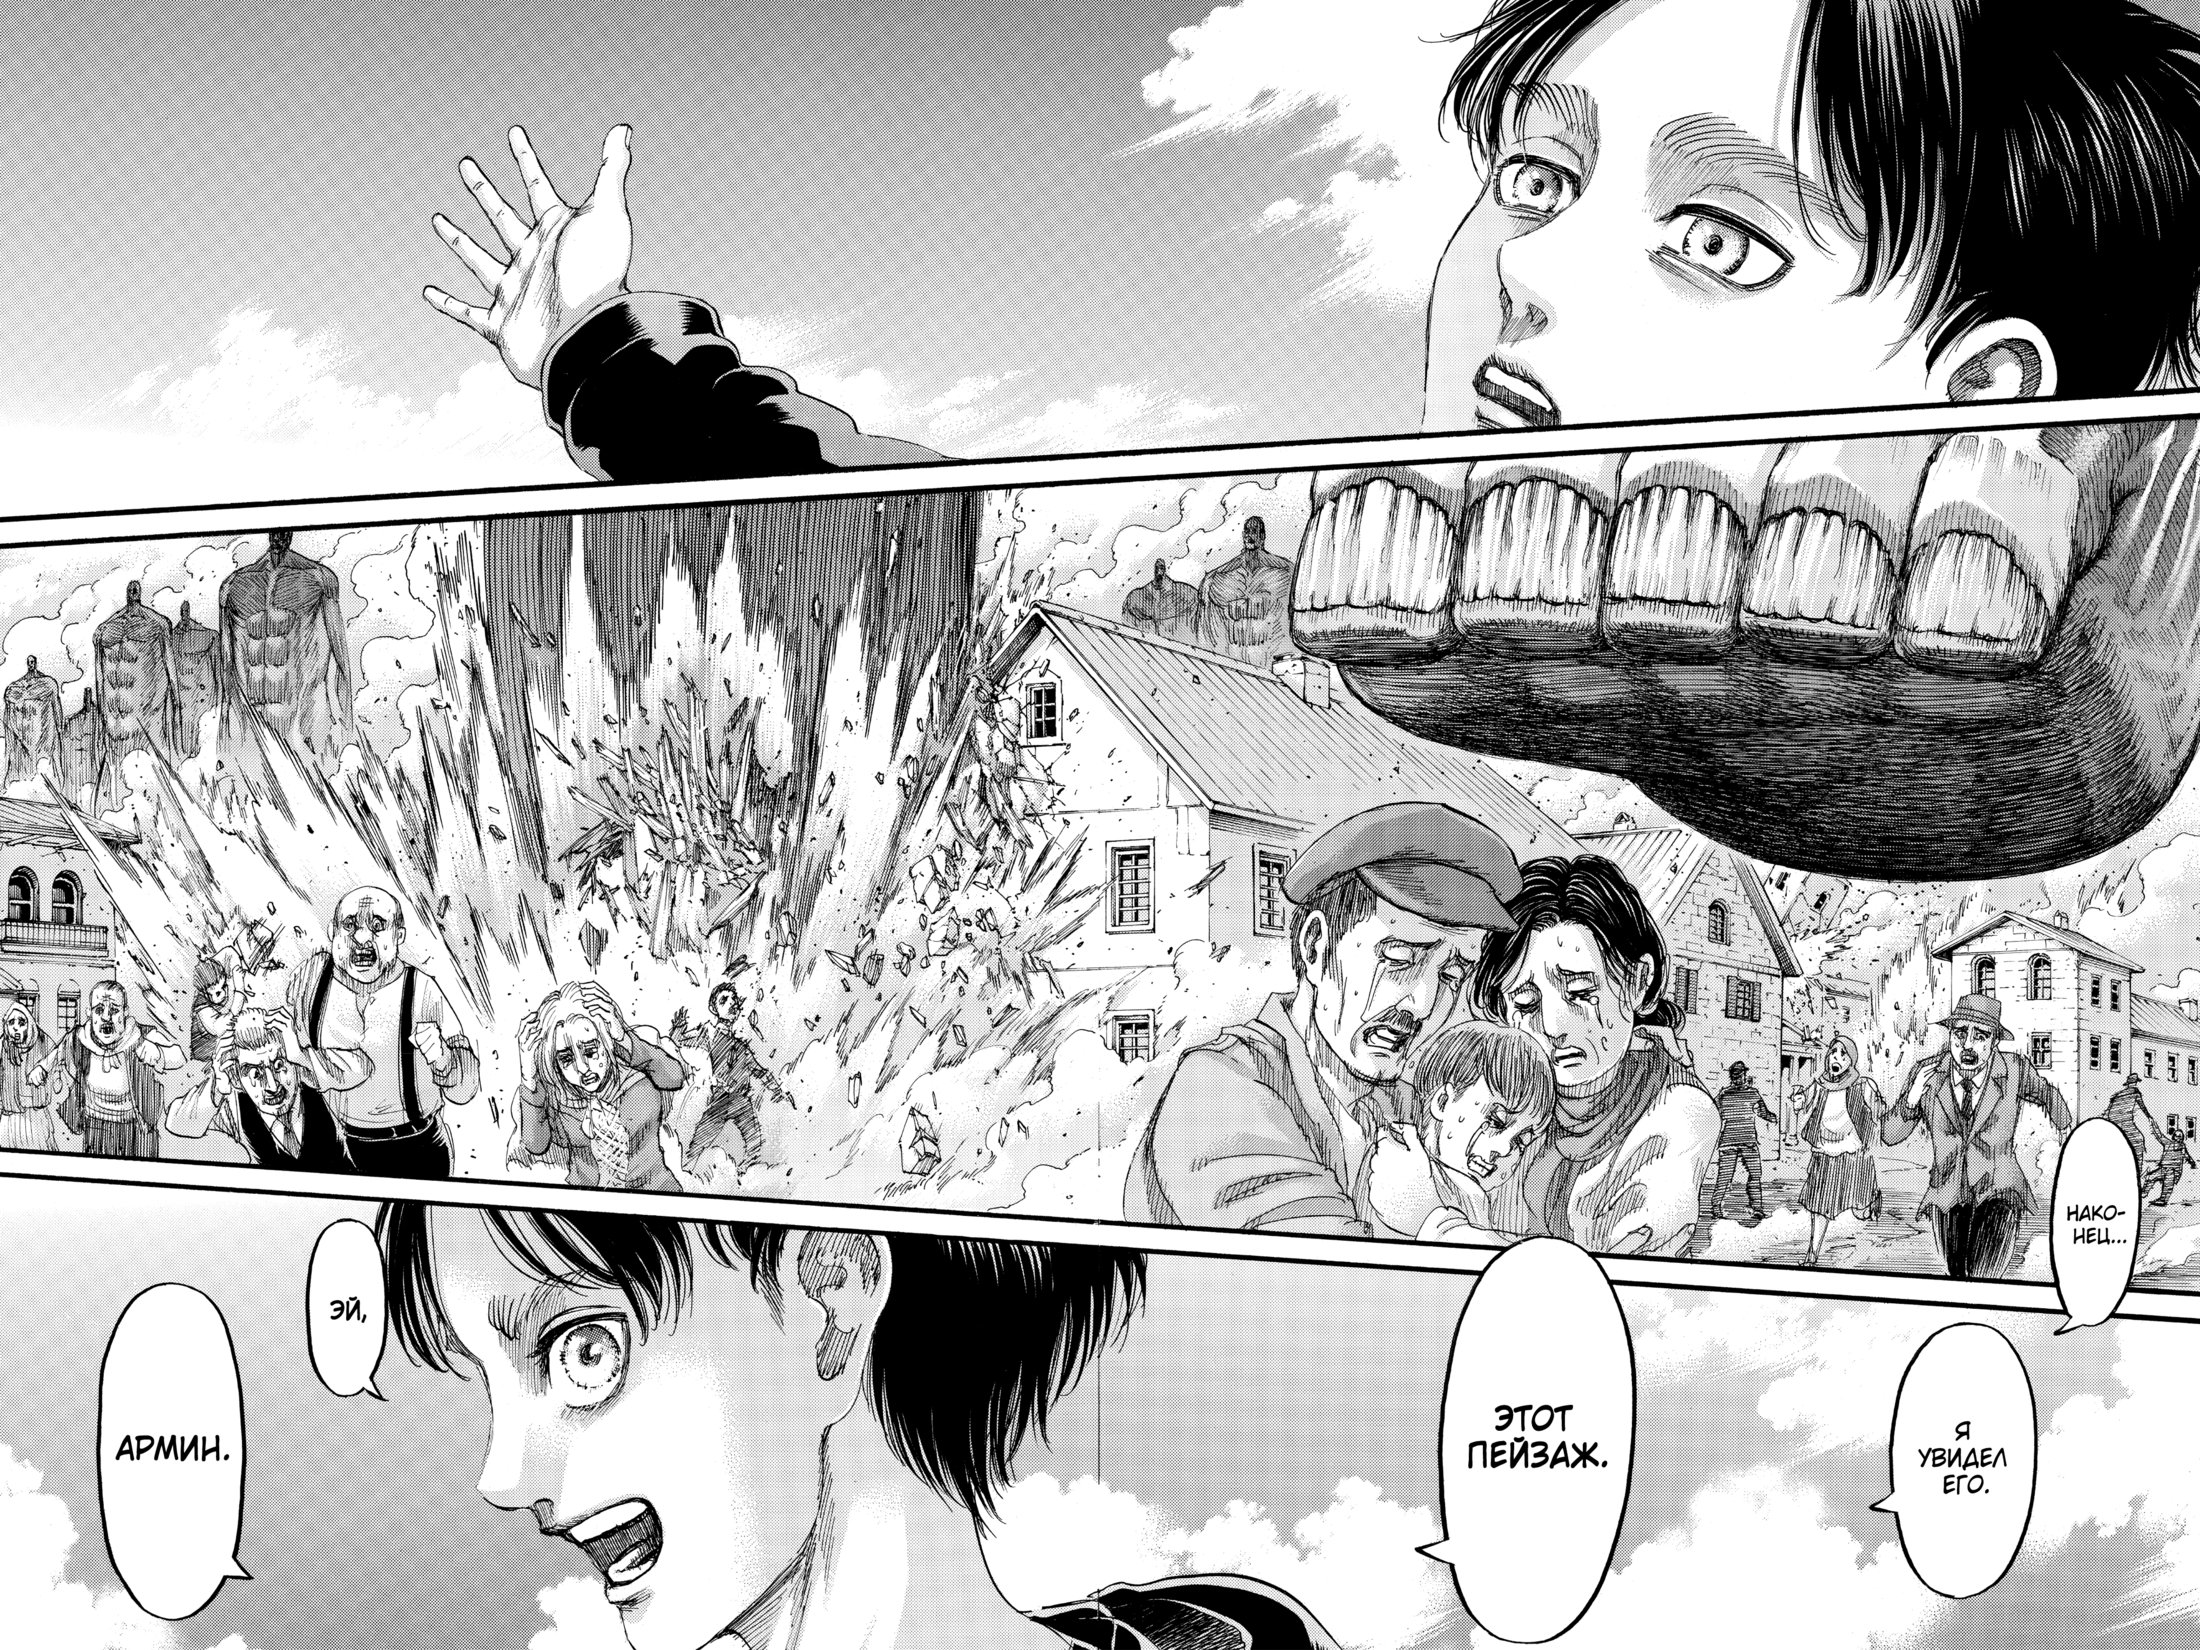 НАКО-
НЕЦ...
Я
УВИДЕЛ
ЕГО.
ЭТОТ
ПЕЙЗАЖ.
ЭЙ,
АРМИН.